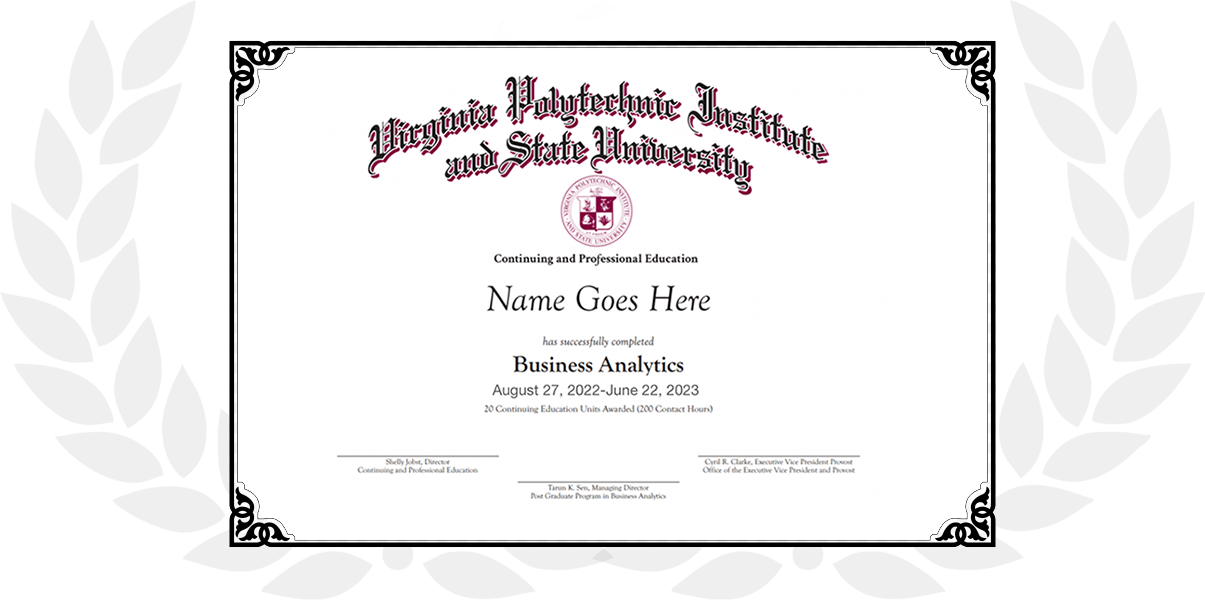 Virginia Polytechnic Institute
and State University
VIRGINIA POLYTECHNIC INSTITUTE
AND STATE UNIVERSITY
Continuing and Professional Education
Name Goes Here
has successfully completed
Business Analytics
August 27, 2022-June 22, 2023
20 Continuing Education Units Awarded (200 Contact Hours)
Shelly Jobst, Director
Continuing and Professional Education
Cyril R. Clarke, Executive Vice President Provost
Office of the Executive Vice President and Provost
Tarun K. Sen, Managing Director
Post Graduate Program in Business Analytics